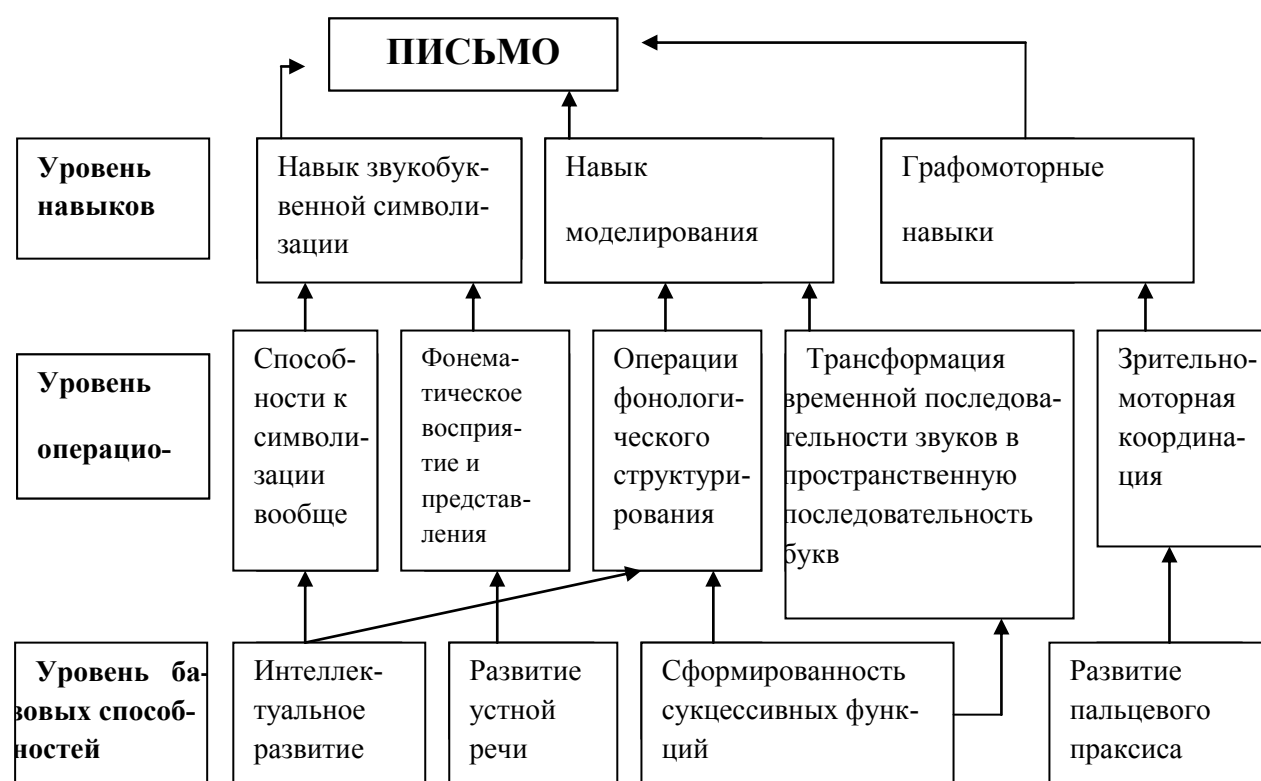 ПИСЬМО
Уровень
навыков
Навык звукобук-
венной символи-
зации
Навык
моделирования
Графомоторные
навыки
Уровень
операцио-
Способ-
ности к
символи-
зации
вообще
Фонема-
тическое
восприя-
тие и
представ-
ления
Операции
фонологи-
ческого
структури-
рования
Трансформация
временной последова-
тельности звуков в
пространственную
последовательность
букв
Зрительно-
моторная
координа-
ция
Уровень ба-
зовых способ-
ностей
Интеллек-
туальное
развитие
Развитие
устной
речи
Сформированность
сукцессивных функ-
ций
Развитие
пальцевого
праксиса